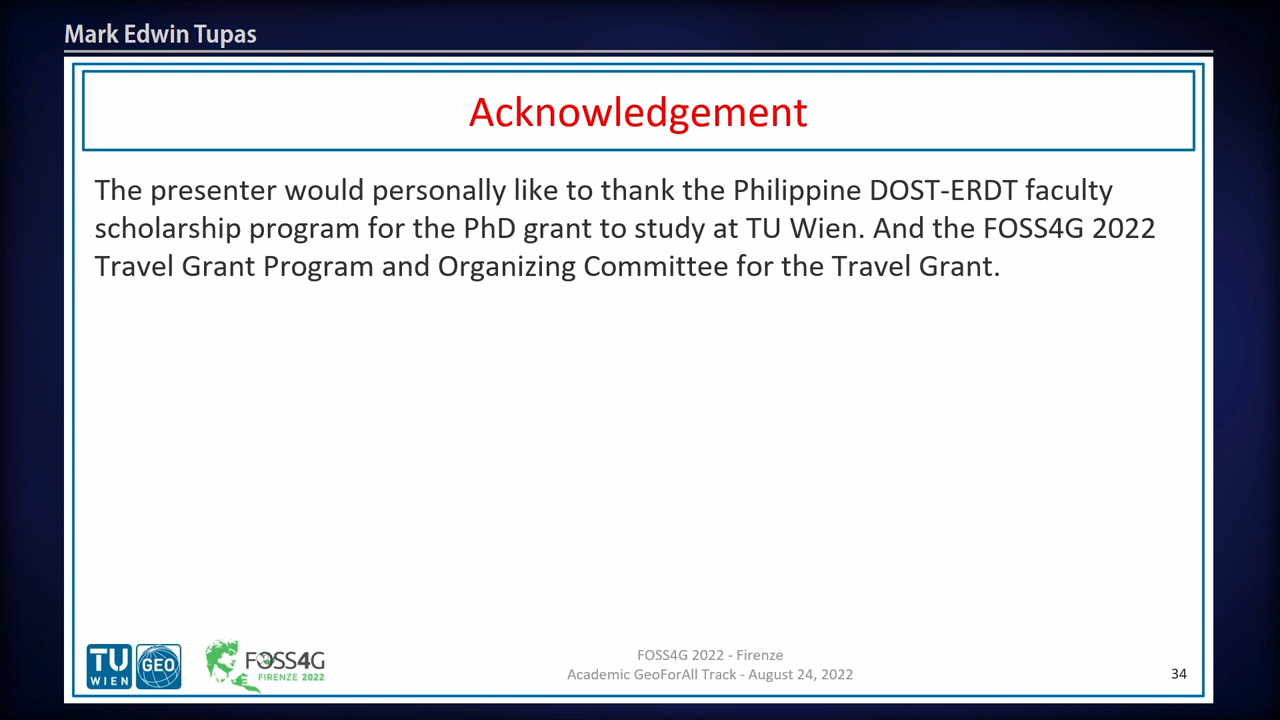 Mark Edwin Tupas
Acknowledgement
The presenter would personally like to thank the Philippine DOST-ERDT faculty
scholarship program for the PhD grant to study at TU Wien. And the FOSS4G 2022
Travel Grant Program and Organizing Committee for the Travel Grant.
TU
WIEN
GEO
FOSS4G
FIRENZE 2022
FOSS4G 2022 - Firenze
Academic GeoForAll Track - August 24, 2022
34